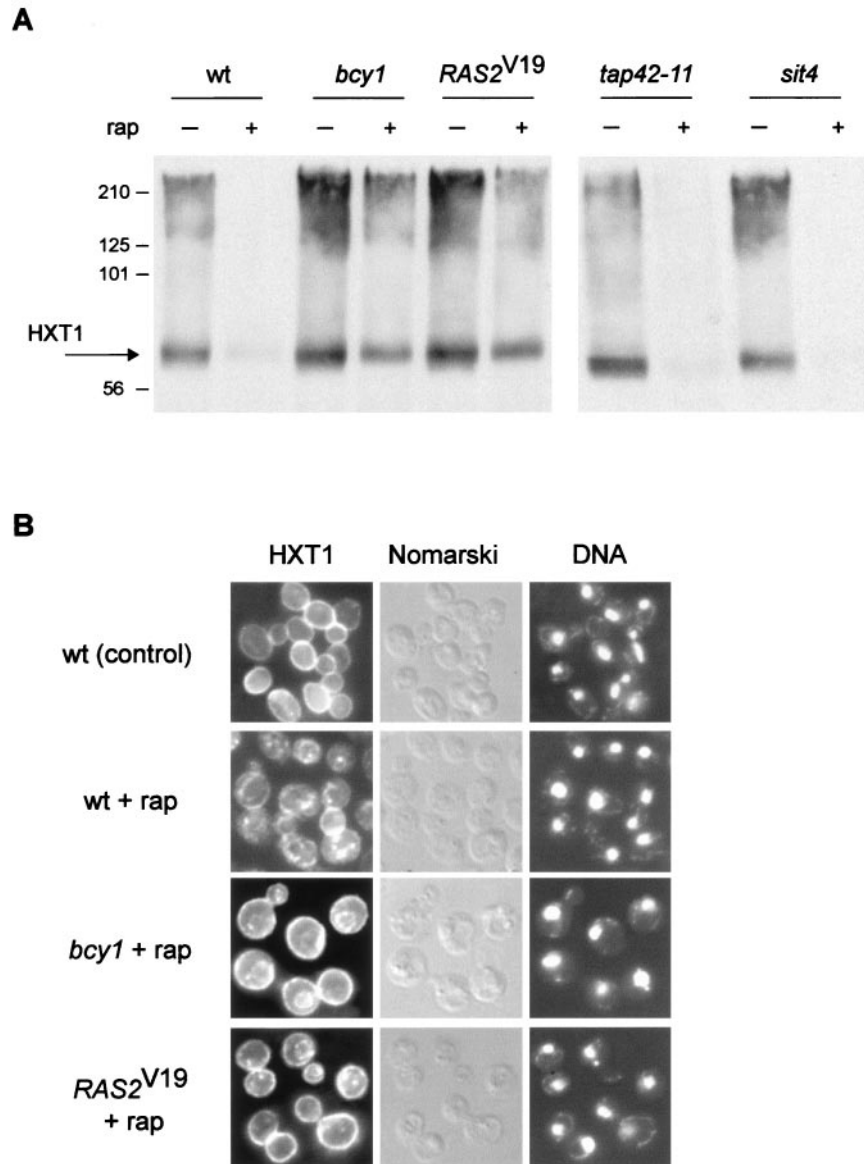 A
wt bcy1 RAS2V19 tap42-11 sit4
rap − + − + − + − + − +
210 –
125 –
101 –
HXT1
56 –
B
HXT1 Nomarski DNA
wt (control)
wt + rap
bcy1 + rap
RAS2V19
+ rap